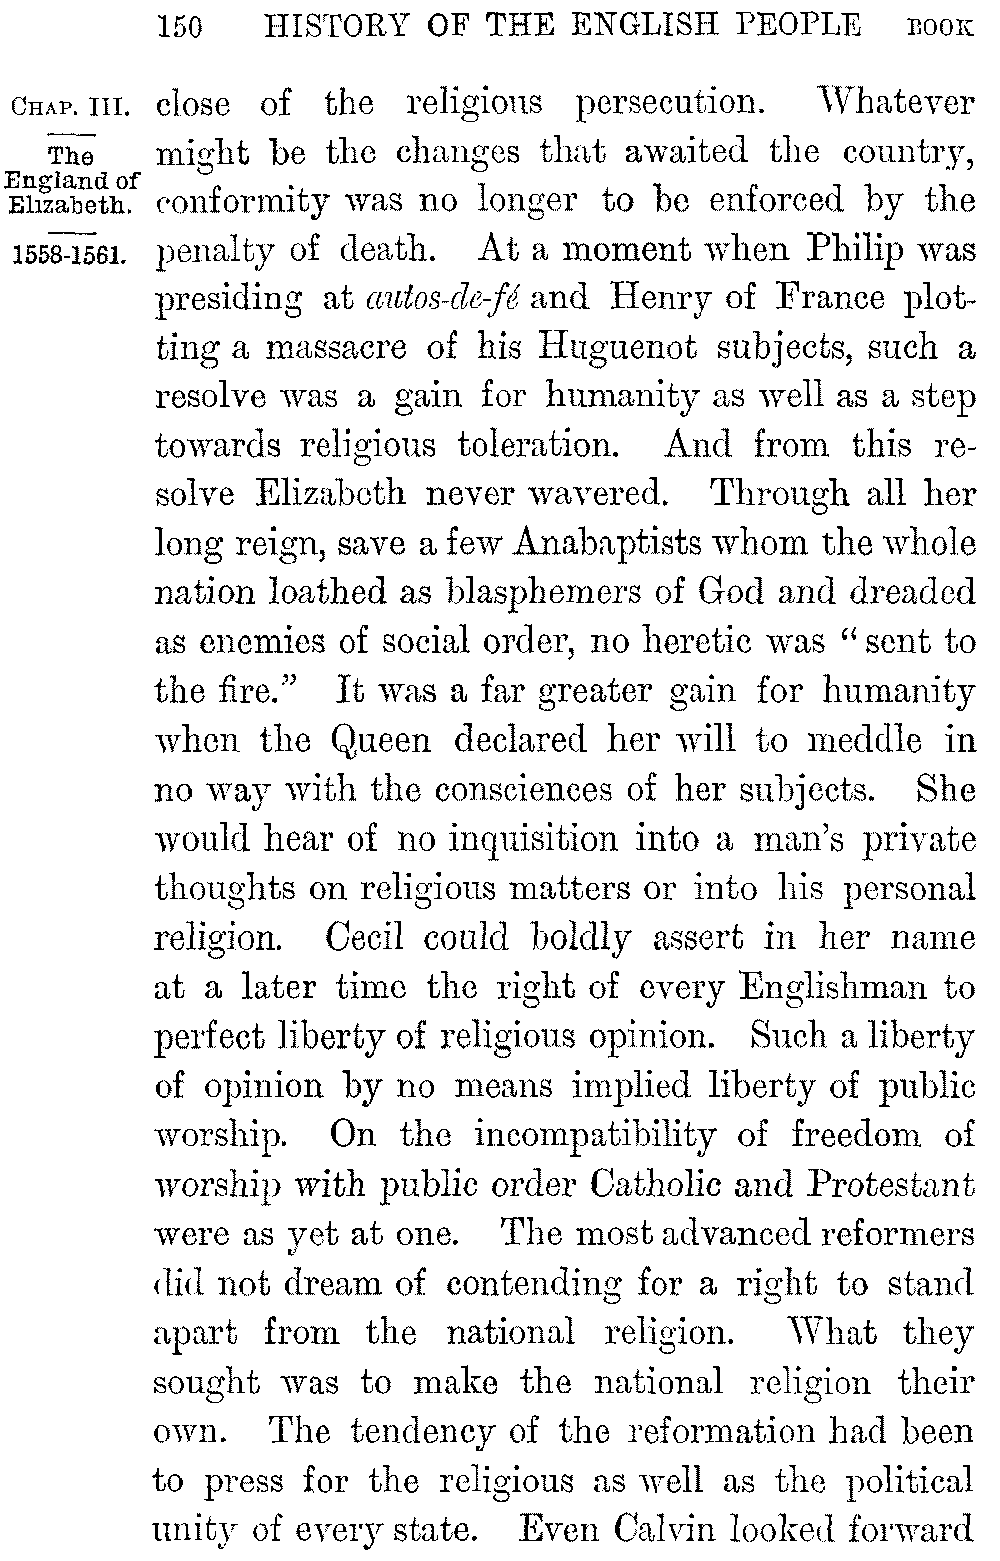 150 HISTORY OF THE ENGLISH PEOPLE BOOK
CHAP. III.
The
England of
Elizabeth.
1558-1561.
close of the religious persecution. Whatever
might be the changes that awaited the country,
conformity was no longer to be enforced by the
penalty of death. At a moment when Philip was
presiding at autos-de-fé and Henry of France plot-
ting a massacre of his Huguenot subjects, such a
resolve was a gain for humanity as well as a step
towards religious toleration. And from this re-
solve Elizabeth never wavered. Through all her
long reign, save a few Anabaptists whom the whole
nation loathed as blasphemers of God and dreaded
as enemies of social order, no heretic was “sent to
the fire.” It was a far greater gain for humanity
when the Queen declared her will to meddle in
no way with the consciences of her subjects. She
would hear of no inquisition into a man’s private
thoughts on religious matters or into his personal
religion. Cecil could boldly assert in her name
at a later time the right of every Englishman to
perfect liberty of religious opinion. Such a liberty
of opinion by no means implied liberty of public
worship. On the incompatibility of freedom of
worship with public order Catholic and Protestant
were as yet at one. The most advanced reformers
did not dream of contending for a right to stand
apart from the national religion. What they
sought was to make the national religion their
own. The tendency of the reformation had been
to press for the religious as well as the political
unity of every state. Even Calvin looked forward